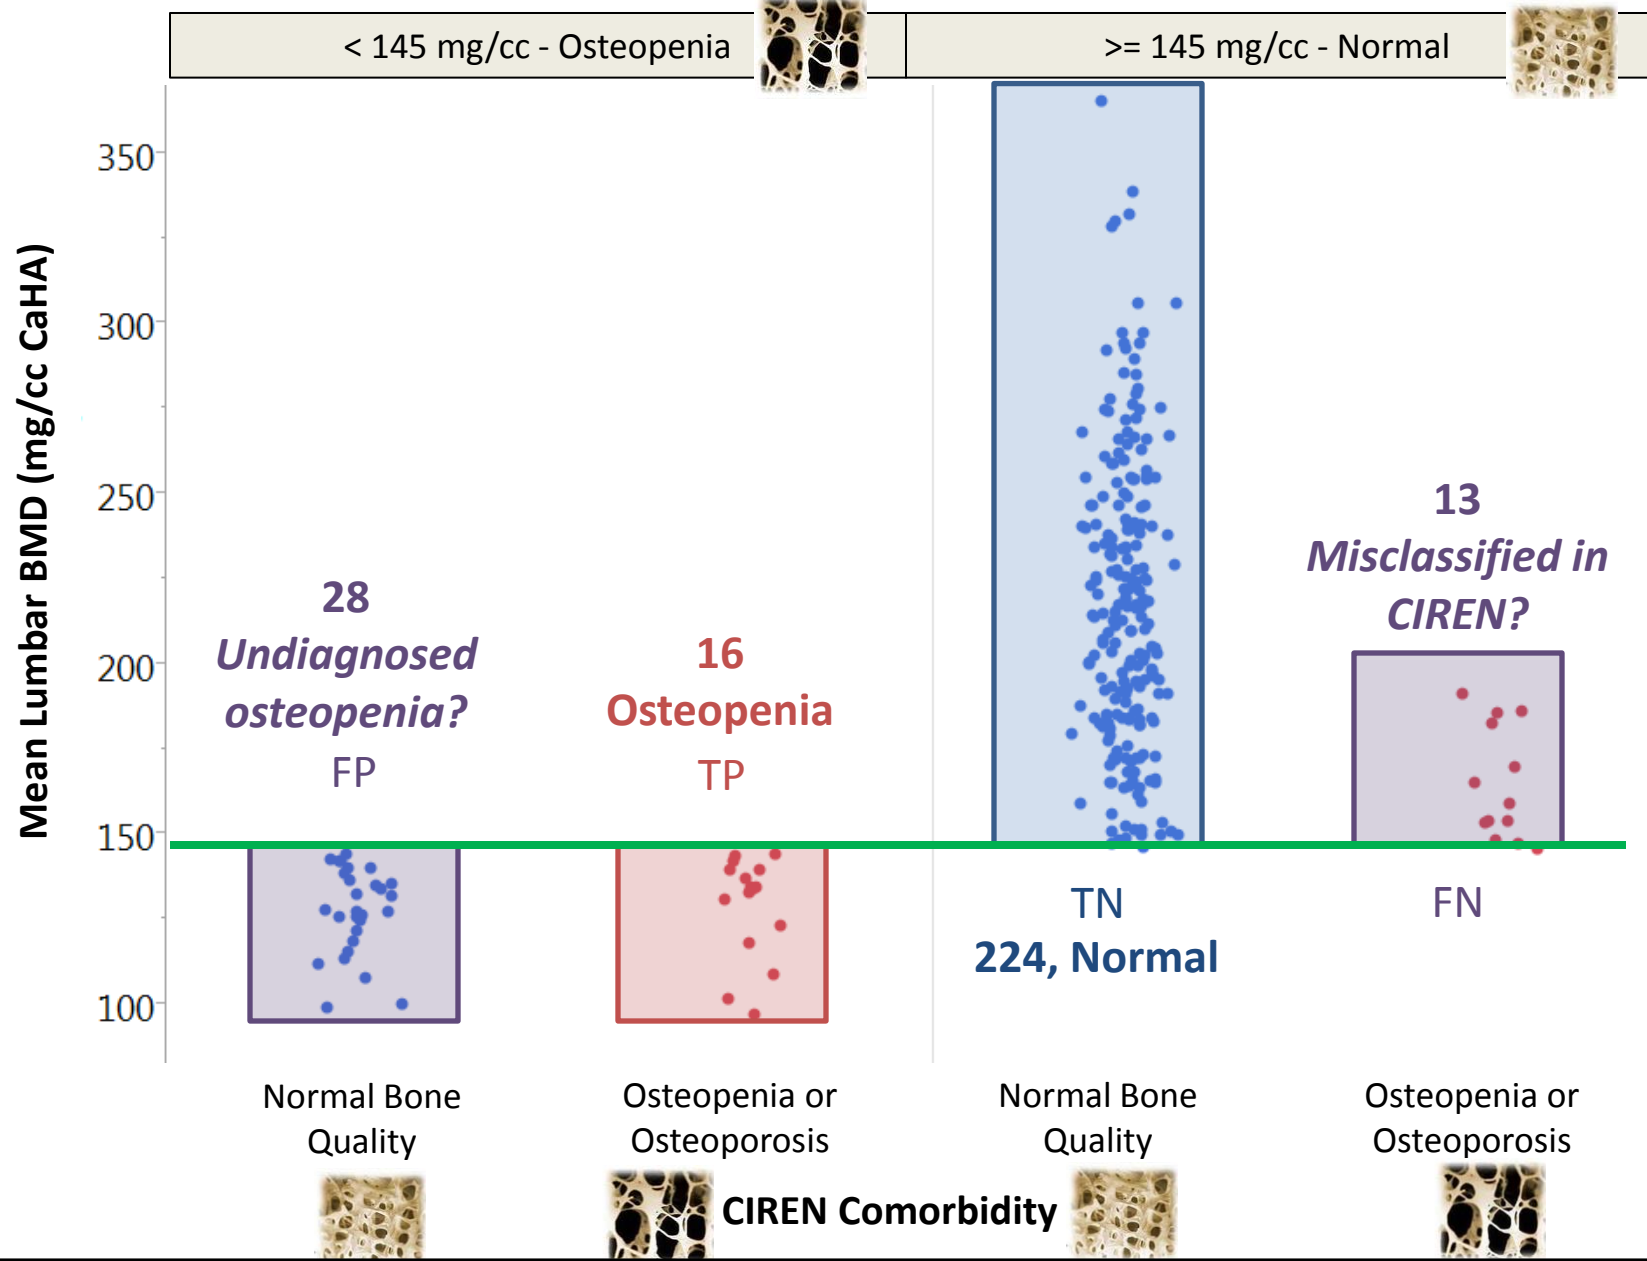 < 145 mg/cc - Osteopenia
>= 145 mg/cc - Normal
Mean Lumbar BMD (mg/cc CaHA)
350
300
250
200
150
100
28
Undiagnosed
osteopenia?
FP
16
Osteopenia
TP
TN
224, Normal
13
Misclassified in
CIREN?
FN
Normal Bone
Quality
Osteopenia or
Osteoporosis
Normal Bone
Quality
Osteopenia or
Osteoporosis
CIREN Comorbidity